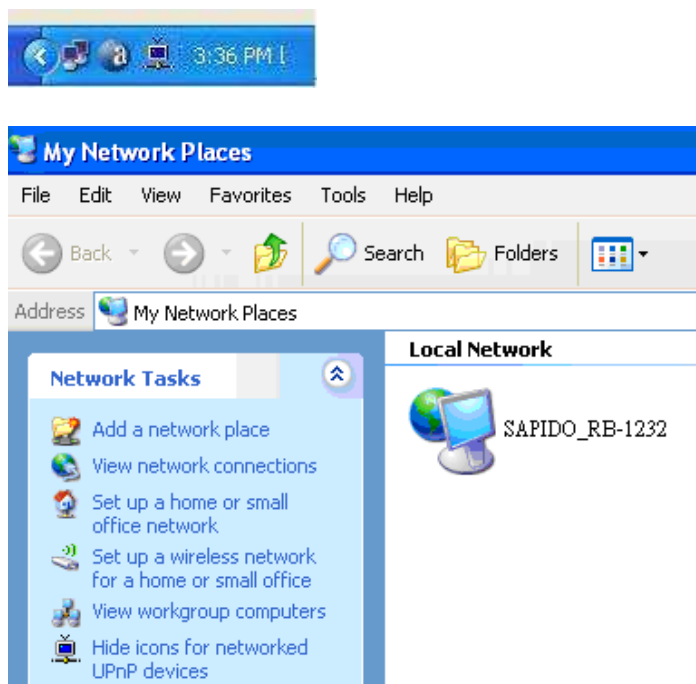 3:36 PM
My Network Places
File Edit View Favorites Tools Help
Back Search Folders
Address My Network Places
Network Tasks
Add a network place
View network connections
Set up a home or small
office network
Set up a wireless network
for a home or small office
View workgroup computers
Hide icons for networked
UPnP devices
Local Network
SAPIDO_RB-1232